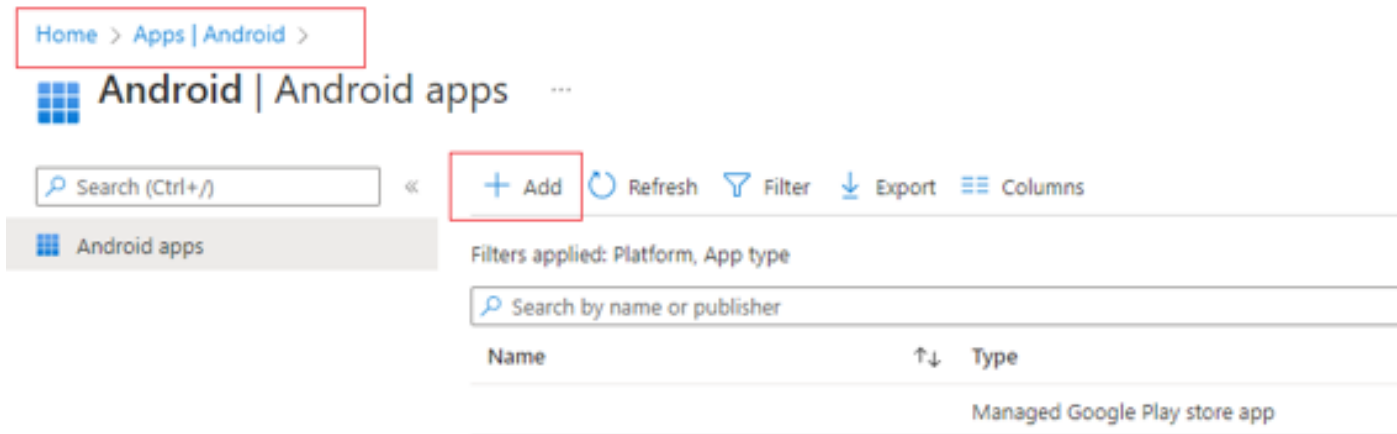 Home > Apps | Android >
Android | Android apps ...
Search (Ctrl+/) «
+ Add Refresh Filter Export Columns
Android apps
Filters applied: Platform, App type
Search by name or publisher
Name ↑↓ Type
Managed Google Play store app